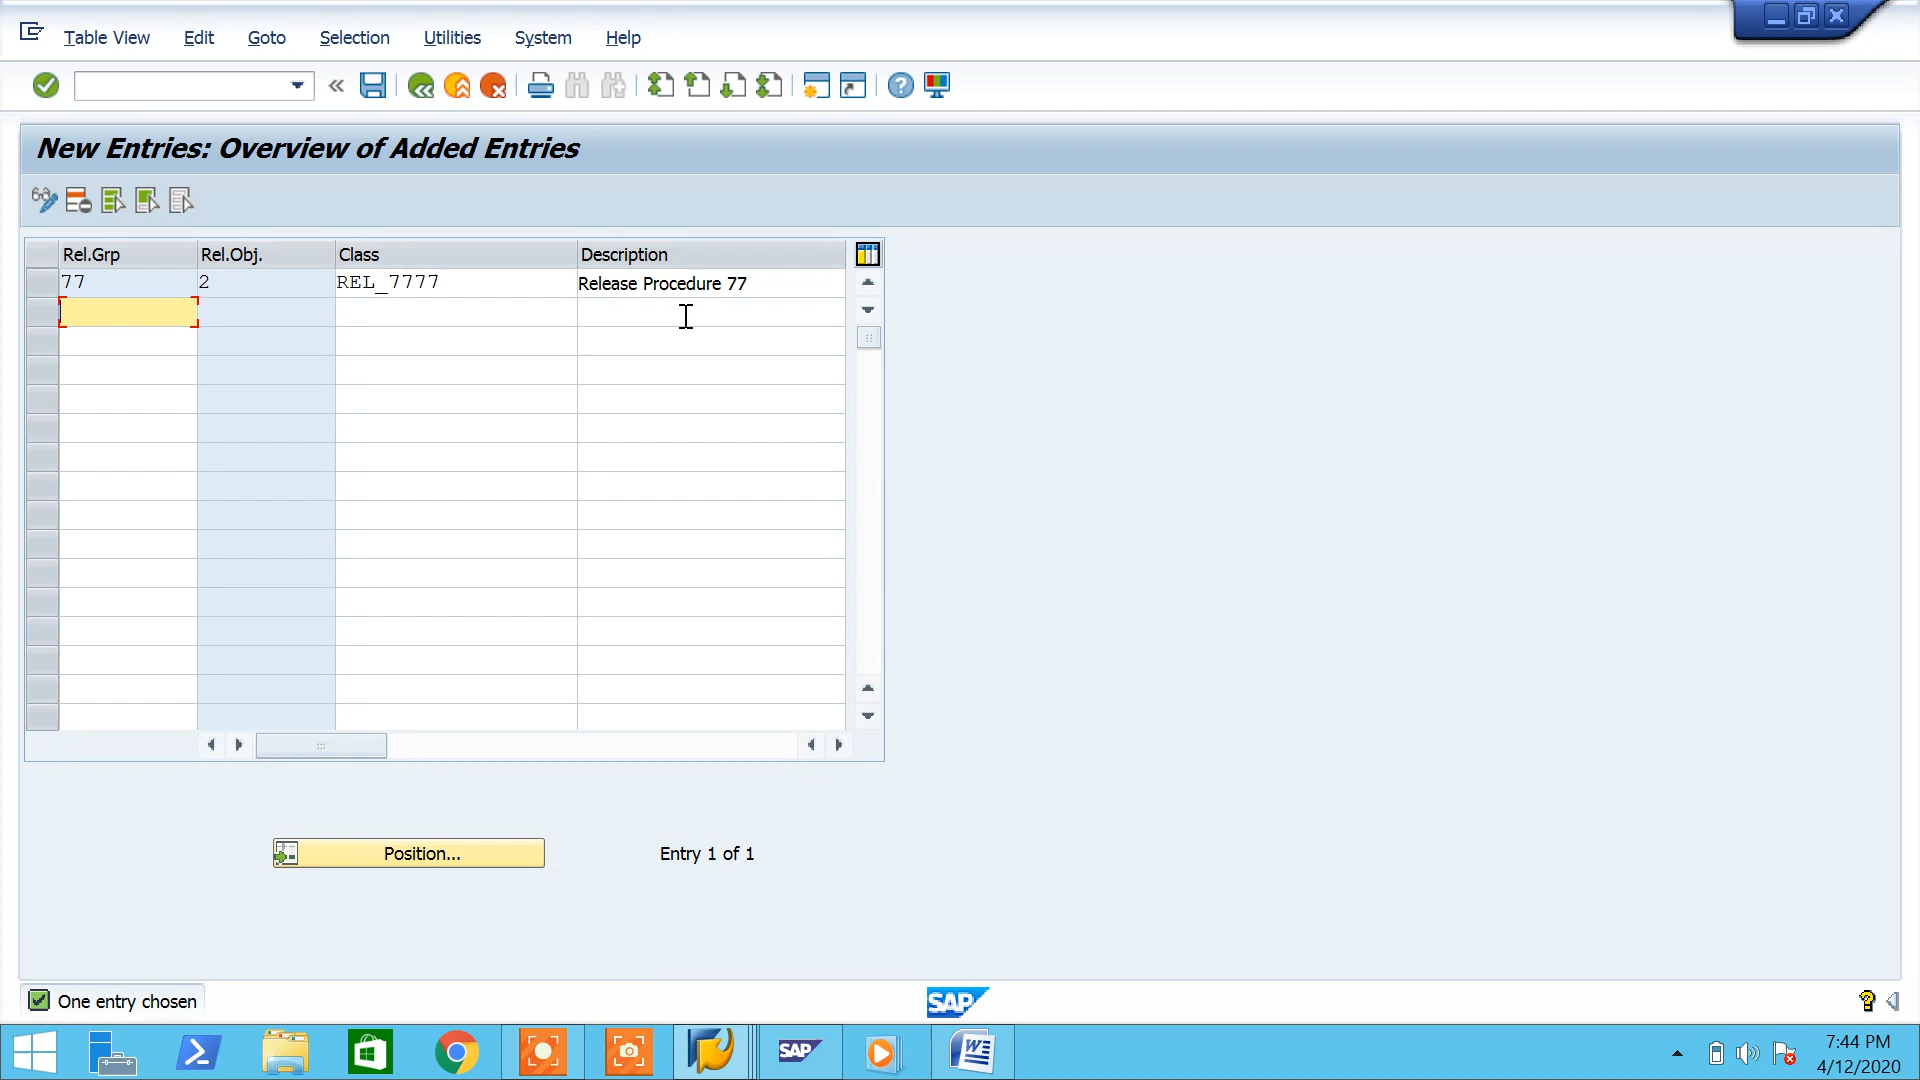 Table View Edit Goto Selection Utilities System Help
New Entries: Overview of Added Entries
Rel.Grp Rel.Obj. Class Description
77 2 REL_7777 Release Procedure 77
Position... Entry 1 of 1
One entry chosen
SAP
SAP
7:44 PM
4/12/2020